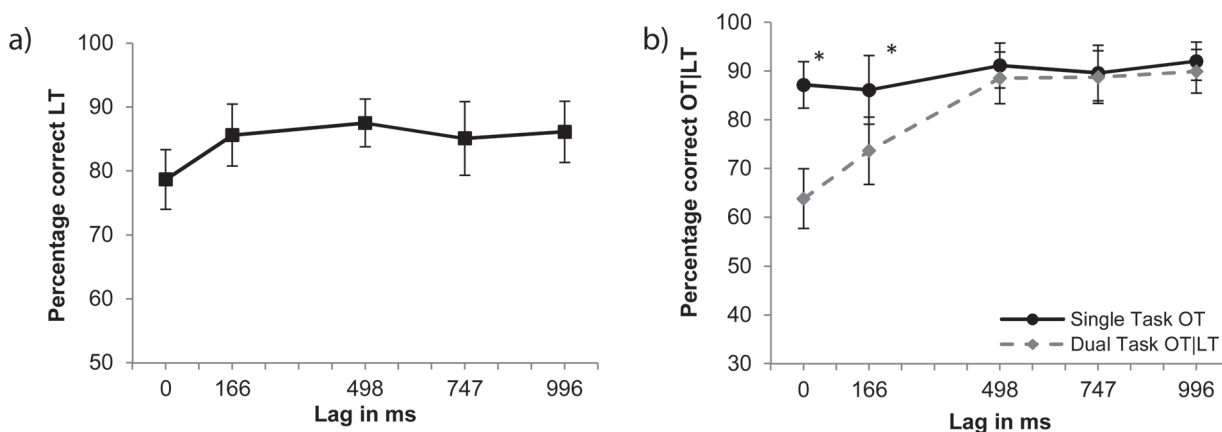 a)
Percentage correct LT
100
90
80
70
60
50
0 166 498 747 996
Lag in ms
b)
Percentage correct OT|LT
100
90
80
70
60
50
40
30
* *
Single Task OT
Dual Task OT|LT
0 166 498 747 996
Lag in ms